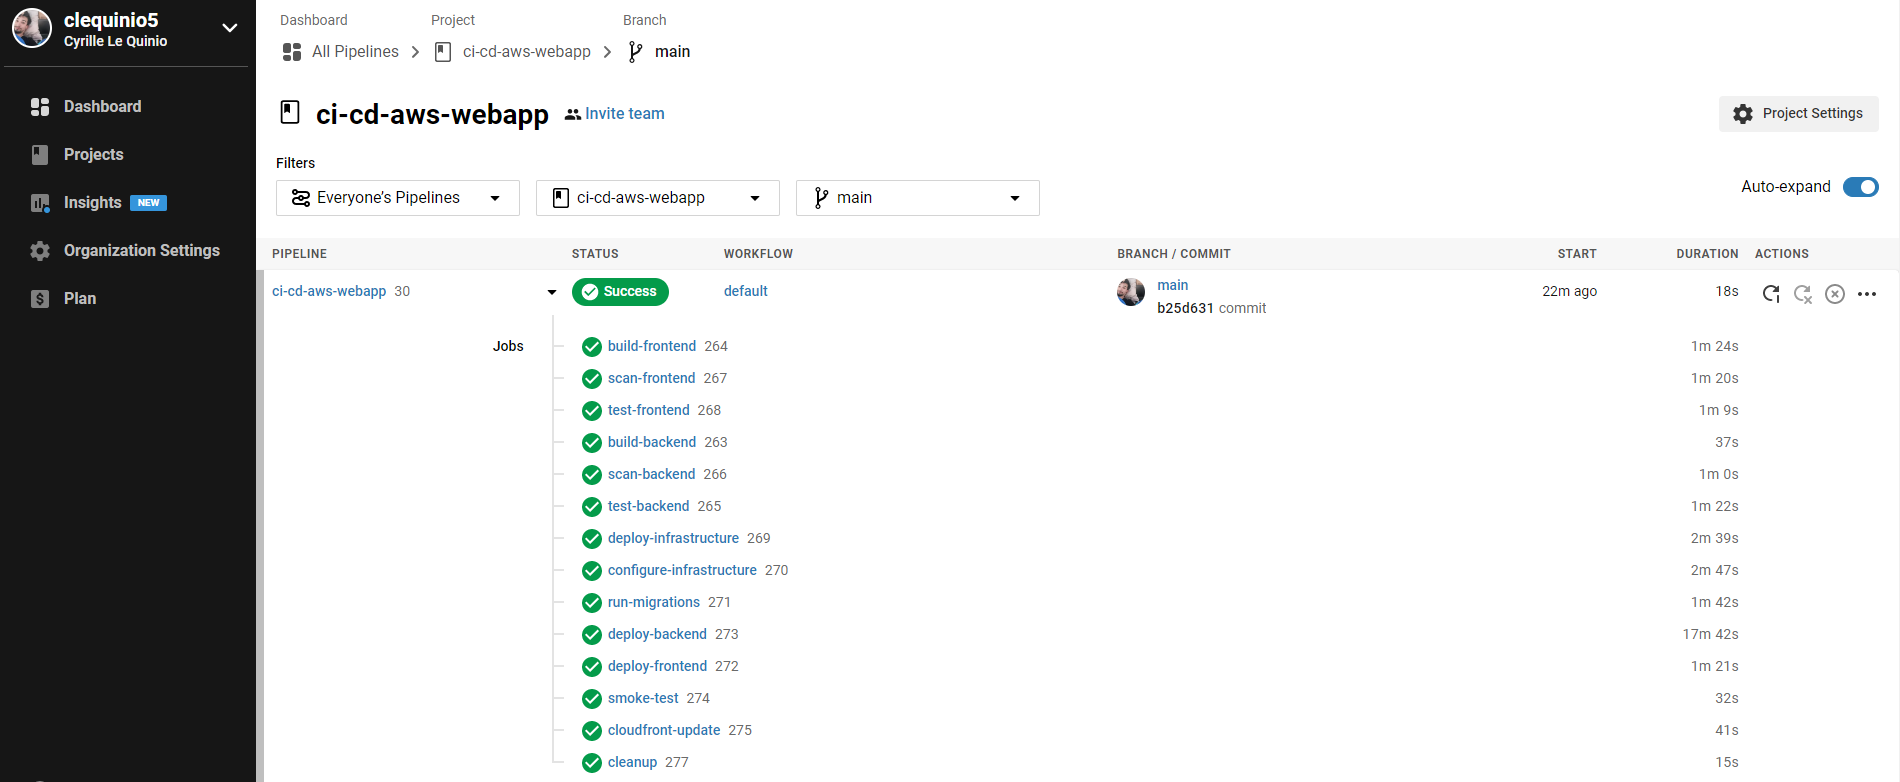 clequinio5
Cyrille Le Quinio
Dashboard
Projects
Insights NEW
Organization Settings
Plan
Dashboard Project Branch
All Pipelines ci-cd-aws-webapp main
ci-cd-aws-webapp Invite team
Project Settings
Filters
Everyone’s Pipelines ci-cd-aws-webapp main
Auto-expand
PIPELINE STATUS WORKFLOW BRANCH / COMMIT START DURATION ACTIONS
ci-cd-aws-webapp 30 Success default main 22m ago 18s
b25d631 commit
Jobs build-frontend 264 1m 24s
scan-frontend 267 1m 20s
test-frontend 268 1m 9s
build-backend 263 37s
scan-backend 266 1m 0s
test-backend 265 1m 22s
deploy-infrastructure 269 2m 39s
configure-infrastructure 270 2m 47s
run-migrations 271 1m 42s
deploy-backend 273 17m 42s
deploy-frontend 272 1m 21s
smoke-test 274 32s
cloudfront-update 275 41s
cleanup 277 15s